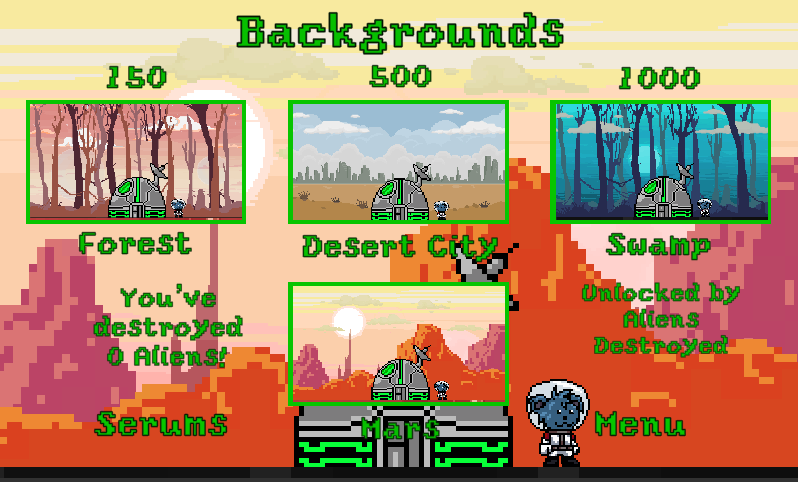 Backgrounds
150
500
1000
Forest
Desert City
Swamp
You've
destroyed
0 Aliens!
Unlocked by
Aliens
Destroyed
Serums
Mars
Menu